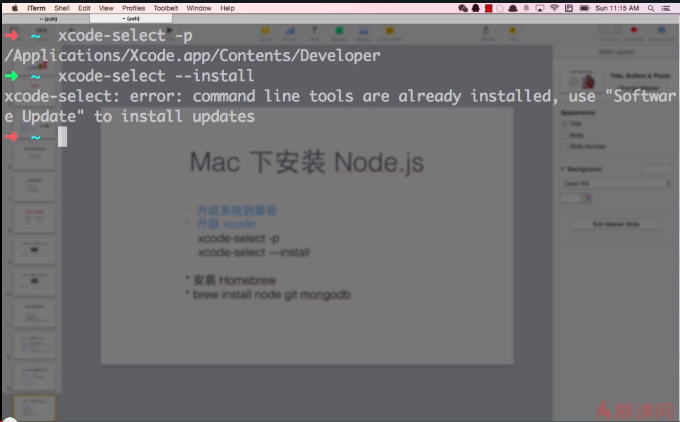 iTerm Shell Edit View Profiles Toolbelt Window Help Sun 11:15 AM
~ (zsh) ~ (zsh)
→ ~ xcode-select -p
/Applications/Xcode.app/Contents/Developer
→ ~ xcode-select --install
xcode-select: error: command line tools are already installed, use "Softwar
e Update" to install updates
→ ~
Mac 下安装 Node.js
* 升级系统到最新
* 升级 xcode:
xcode-select -p
xcode-select —install
* 安装 Homebrew
* brew install node git mongodb
Slide Layout
Title, Bullets & Photo
Appearance
Title
Body
Slide Number
Background
Color Fill
Edit Master Slide